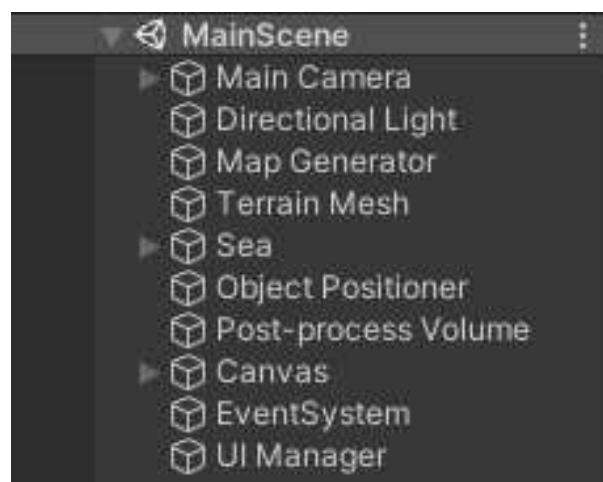 MainScene
Main Camera
Directional Light
Map Generator
Terrain Mesh
Sea
Object Positioner
Post-process Volume
Canvas
EventSystem
UI Manager